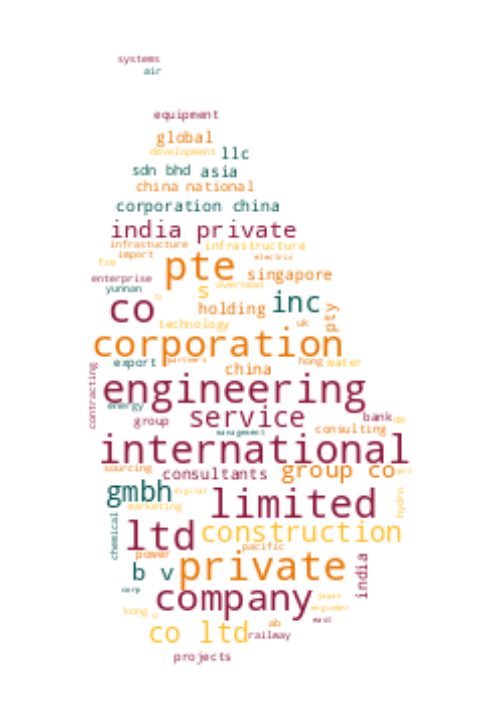 systems
air
equipment
global
development llc
sdn bhd asia
china national
corporation china
india private
infrastucture infrastructure
import electric
fze pte singapore
enterprise overseas
yunnan s
co holding inc pty
technology uk
corporation
export partners hong water
china
contracting
engineering
energy service bank de
group management consulting
international
sourcing consultants group co
gmbh digital hydro
marketing limited
chemical ltd construction
power pacific
b v private india
corp company japan
kong engineer
co ltd ab east
railway
projects